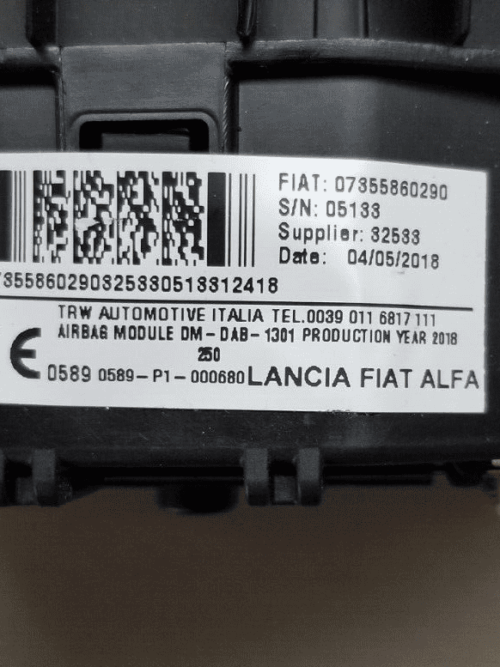 FIAT: 07355860290
S/N: 05133
Supplier: 32533
Date: 04/05/2018
7355860290325330513312418
TRW AUTOMOTIVE ITALIA TEL.0039 011 6817 111
AIRBAG MODULE DM-DAB-1301 PRODUCTION YEAR 2018
250
CE 0589 0589-P1-000680 LANCIA FIAT ALFA